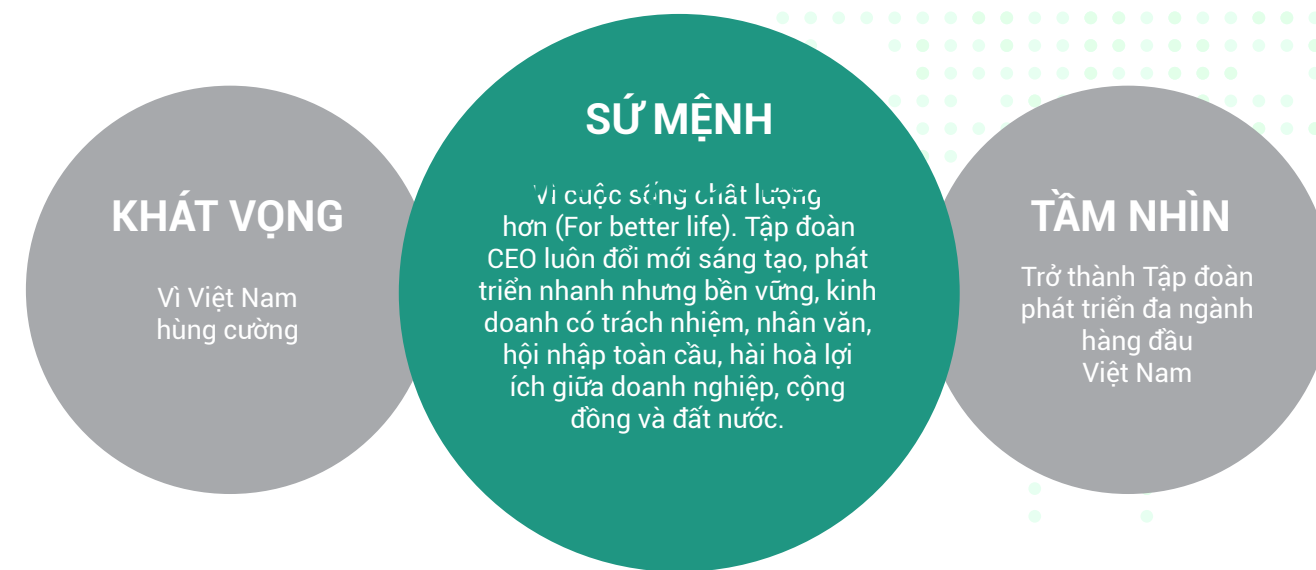 KHÁT VỌNG
Vì Việt Nam
hùng cường
SỨ MỆNH
Vì cuộc sống chất lượng
hơn (For better life). Tập đoàn
CEO luôn đổi mới sáng tạo, phát
triển nhanh nhưng bền vững, kinh
doanh có trách nhiệm, nhân văn,
hội nhập toàn cầu, hài hoà lợi
ích giữa doanh nghiệp, cộng
đồng và đất nước.
TẦM NHÌN
Trở thành Tập đoàn
phát triển đa ngành
hàng đầu
Việt Nam